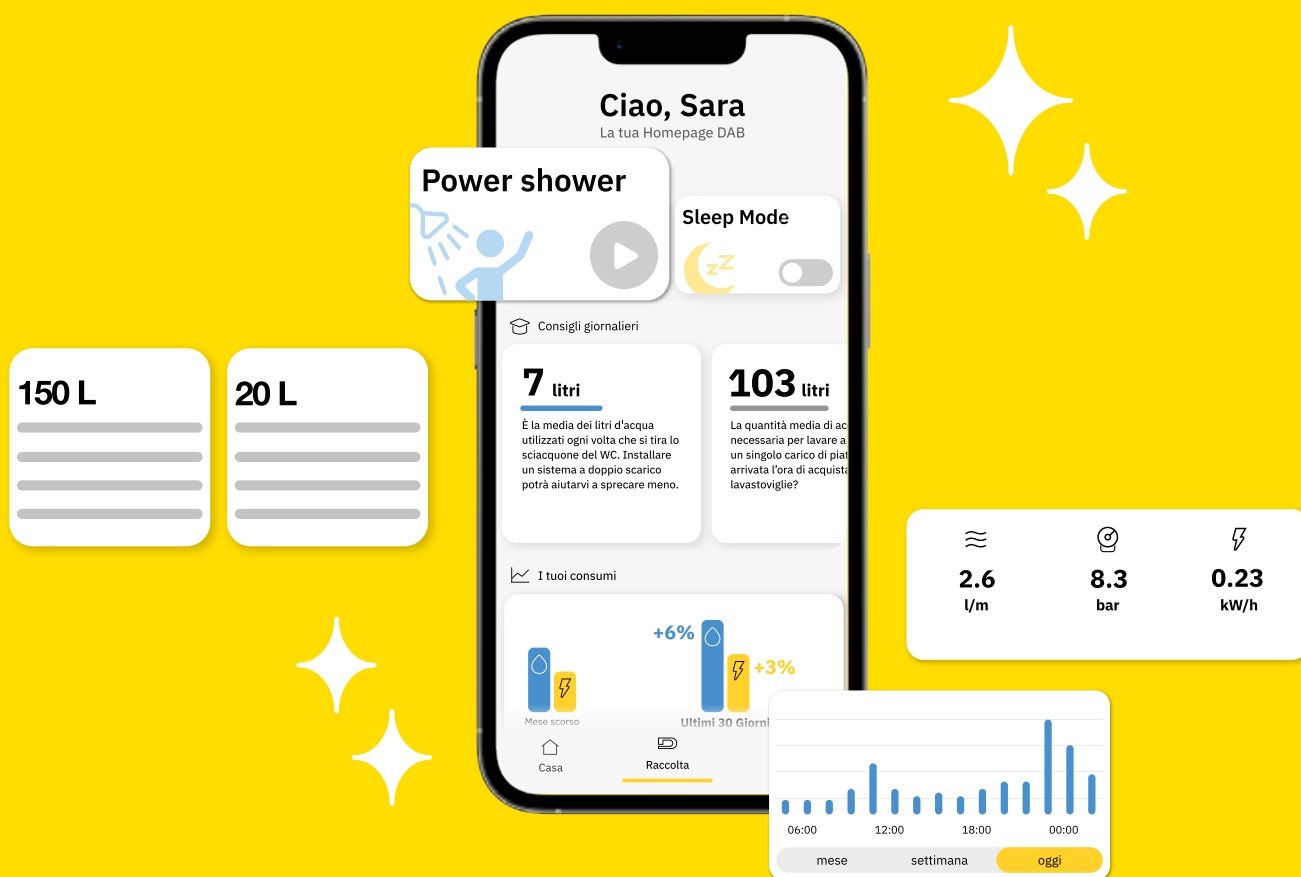 Ciao, Sara
La tua Homepage DAB
Power shower
Sleep Mode
zZ
Consigli giornalieri
150 L
20 L
7 litri
È la media dei litri d'acqua
utilizzati ogni volta che si tira lo
sciacquone del WC. Installare
un sistema a doppio scarico
potrà aiutarvi a sprecare meno.
103 litri
La quantità media di ac
necessaria per lavare a
un singolo carico di piat
arrivata l'ora di acquista
lavastoviglie?
2.6
l/m
8.3
bar
0.23
kW/h
I tuoi consumi
+6%
+3%
Mese scorso
Ultimi 30 Giorni
Casa
Raccolta
06:00 12:00 18:00 00:00
mese settimana oggi